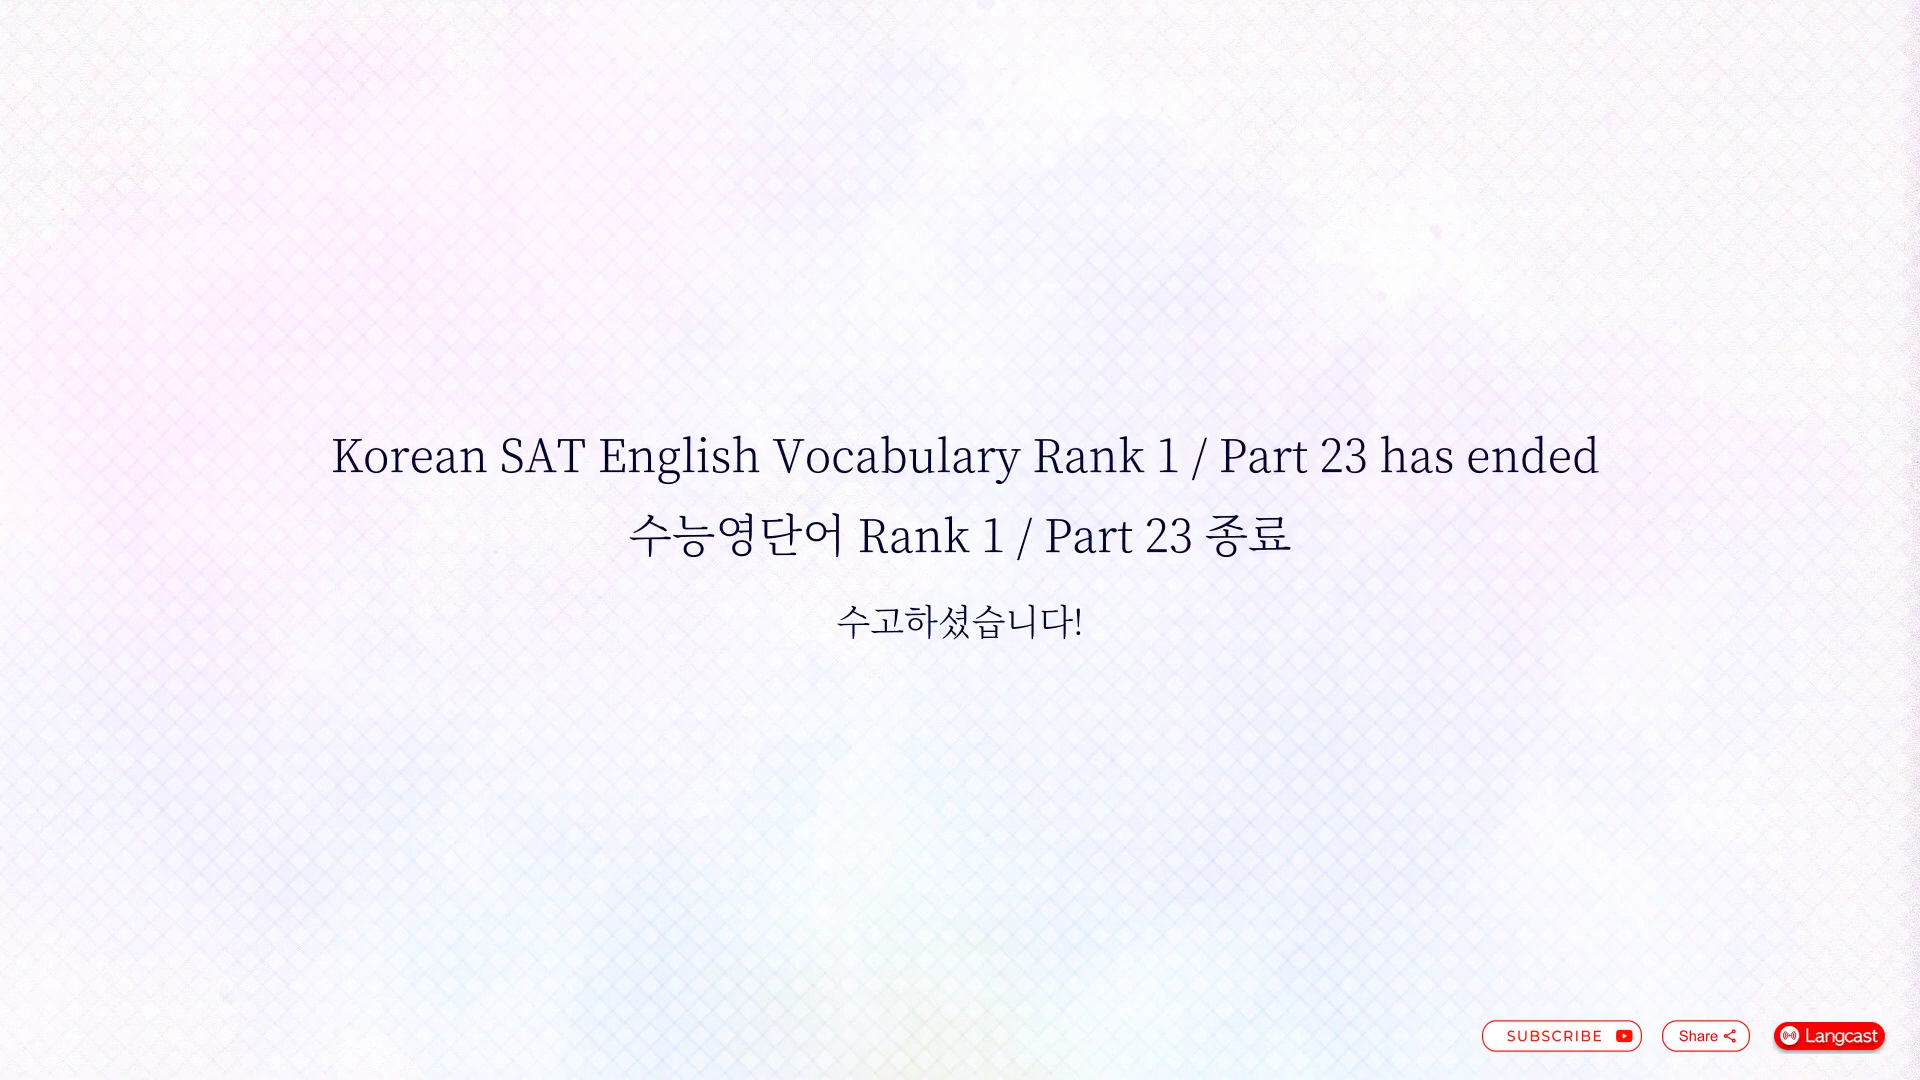 Korean SAT English Vocabulary Rank 1 / Part 23 has ended
수능영단어 Rank 1 / Part 23 종료
수고하셨습니다!
SUBSCRIBE
Share
Langcast